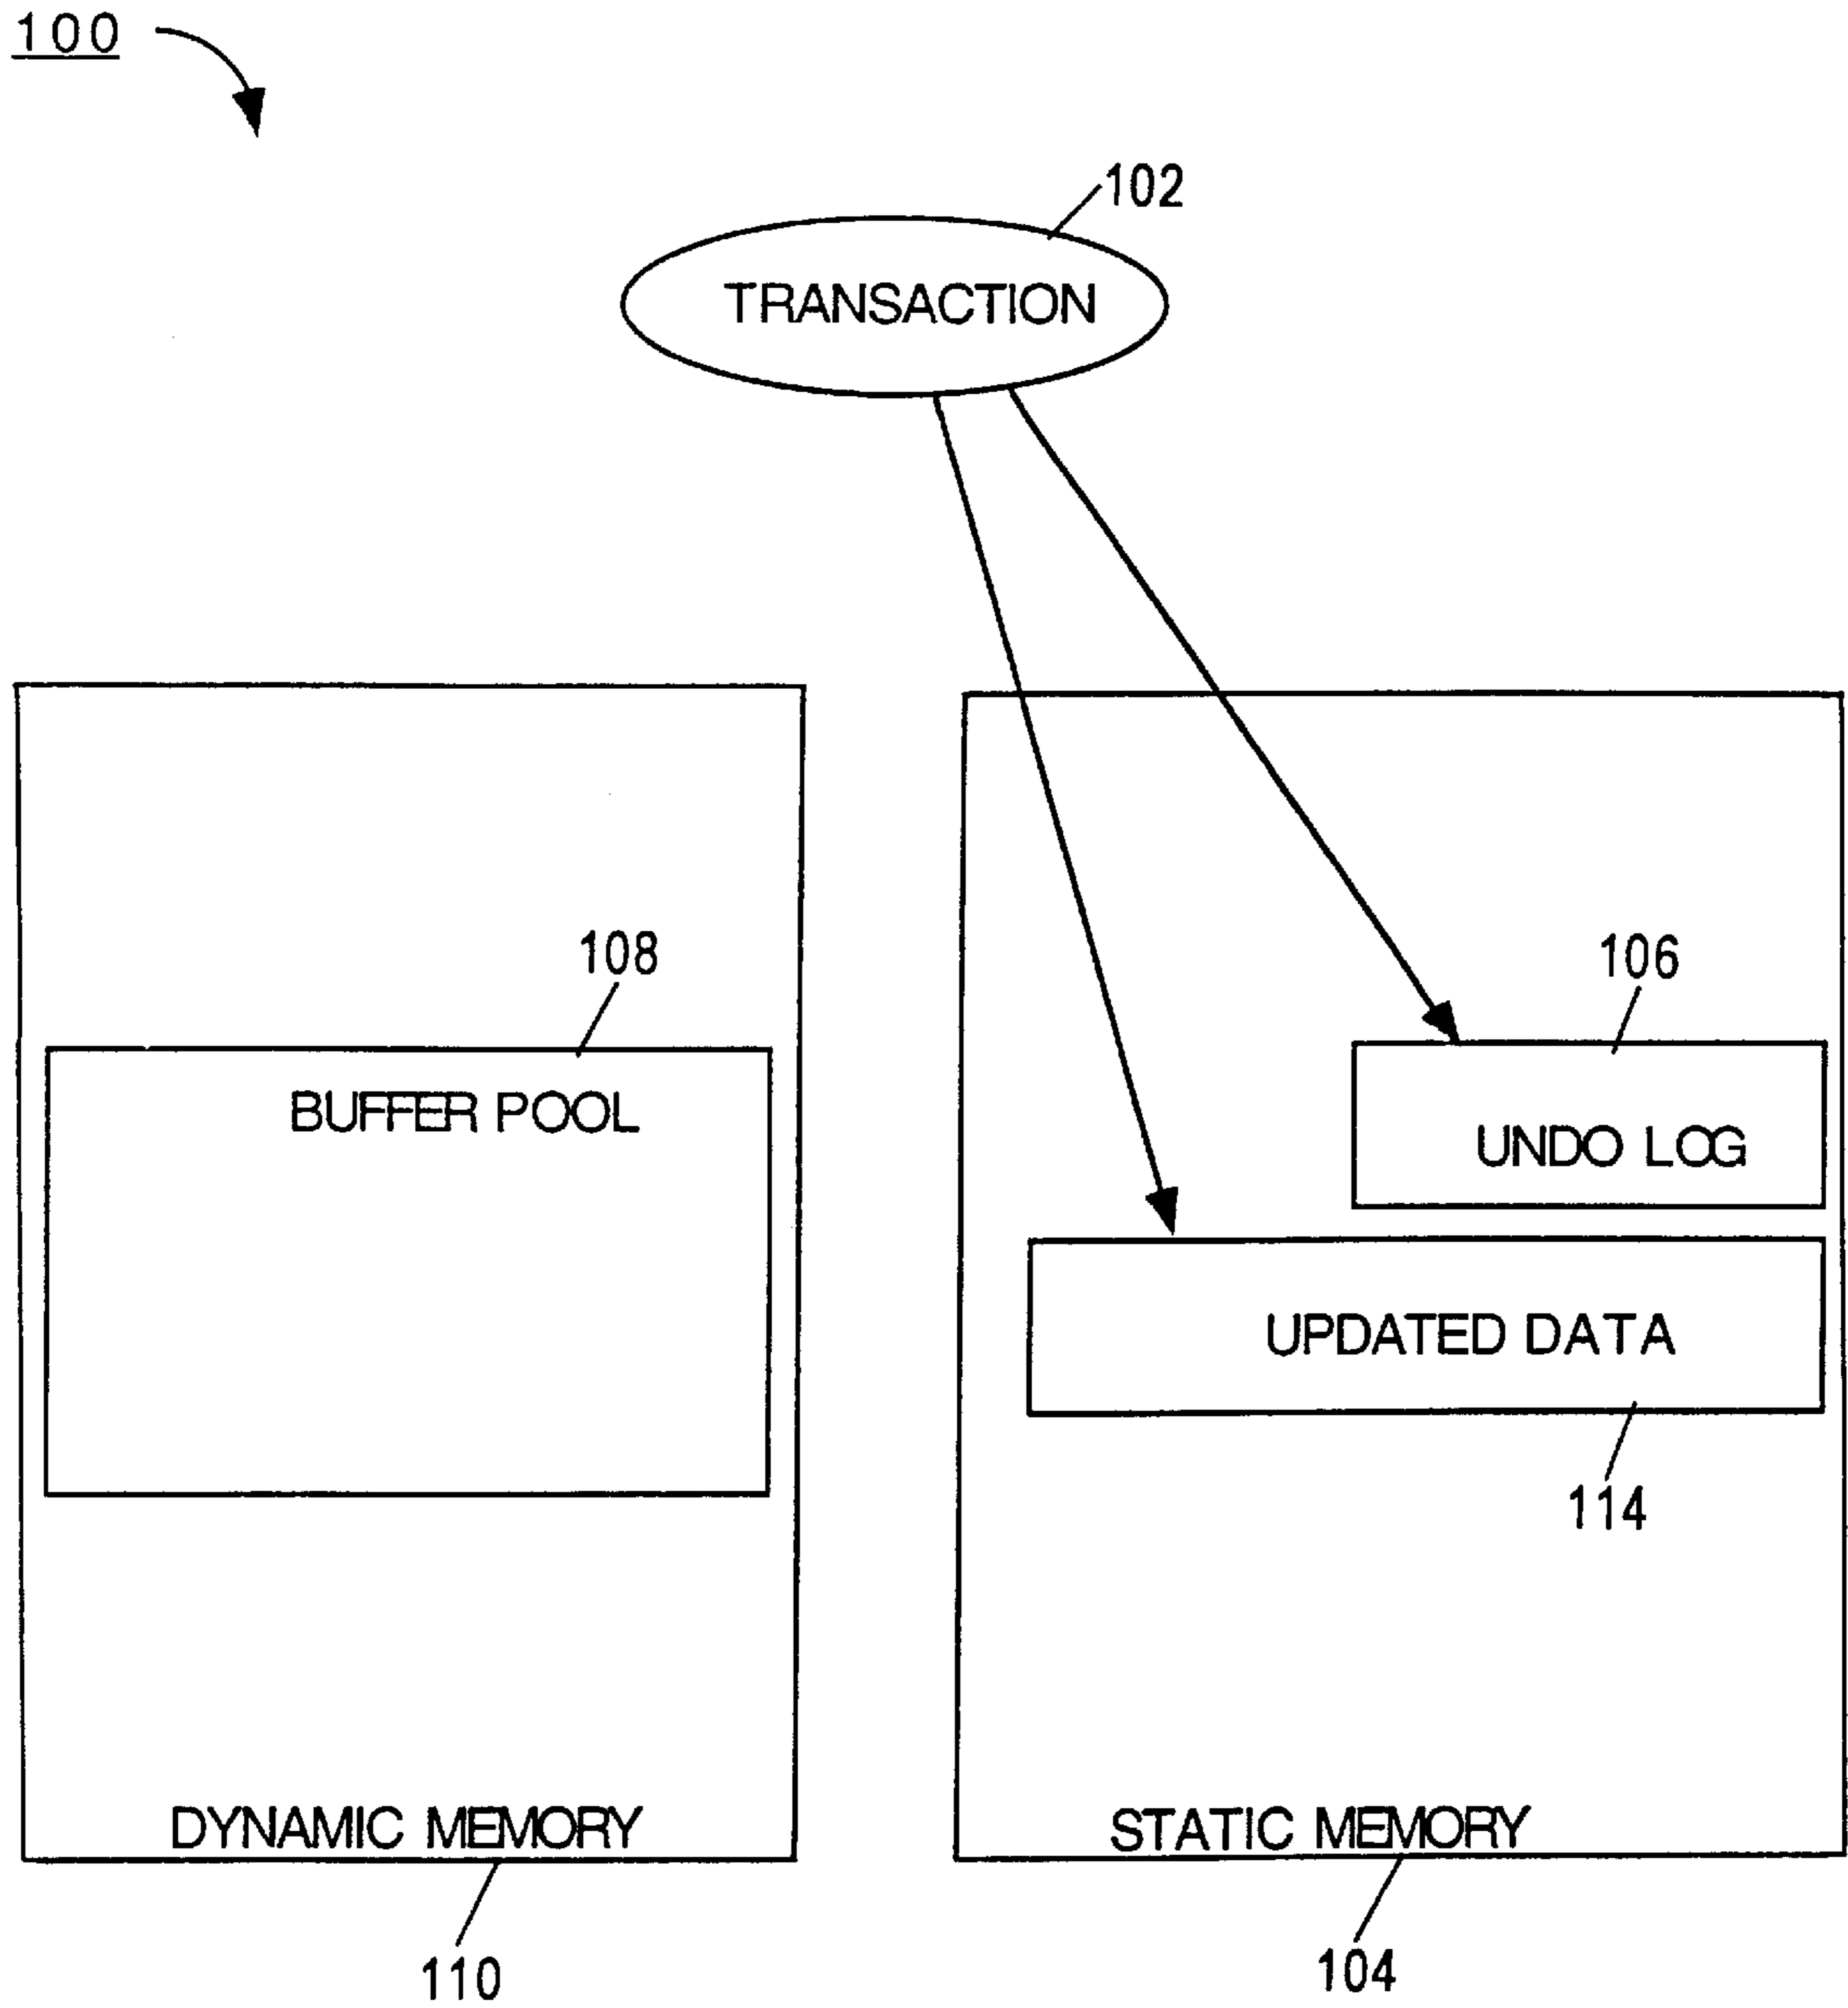 100
102
TRANSACTION
108
106
BUFFER POOL
UNDO LOG
UPDATED DATA
114
DYNAMIC MEMORY
STATIC MEMORY
110
104